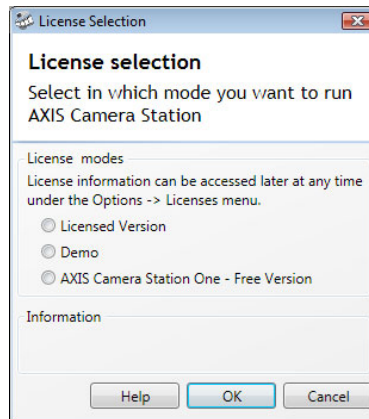 License Selection
License selection
Select in which mode you want to run
AXIS Camera Station
License modes
License information can be accessed later at any time
under the Options -> Licenses menu.
Licensed Version
Demo
AXIS Camera Station One - Free Version
Information
Help
OK
Cancel